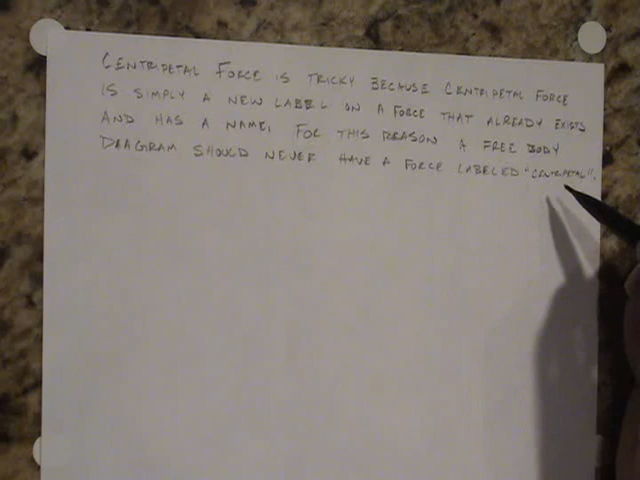 CENTRIPETAL FORCE IS TRICKY BECAUSE CENTRIPETAL FORCE
IS SIMPLY A NEW LABEL ON A FORCE THAT ALREADY EXISTS
AND HAS A NAME. FOR THIS REASON A FREE BODY
DIAGRAM SHOULD NEVER HAVE A FORCE LABELED "CENTRIPETAL".